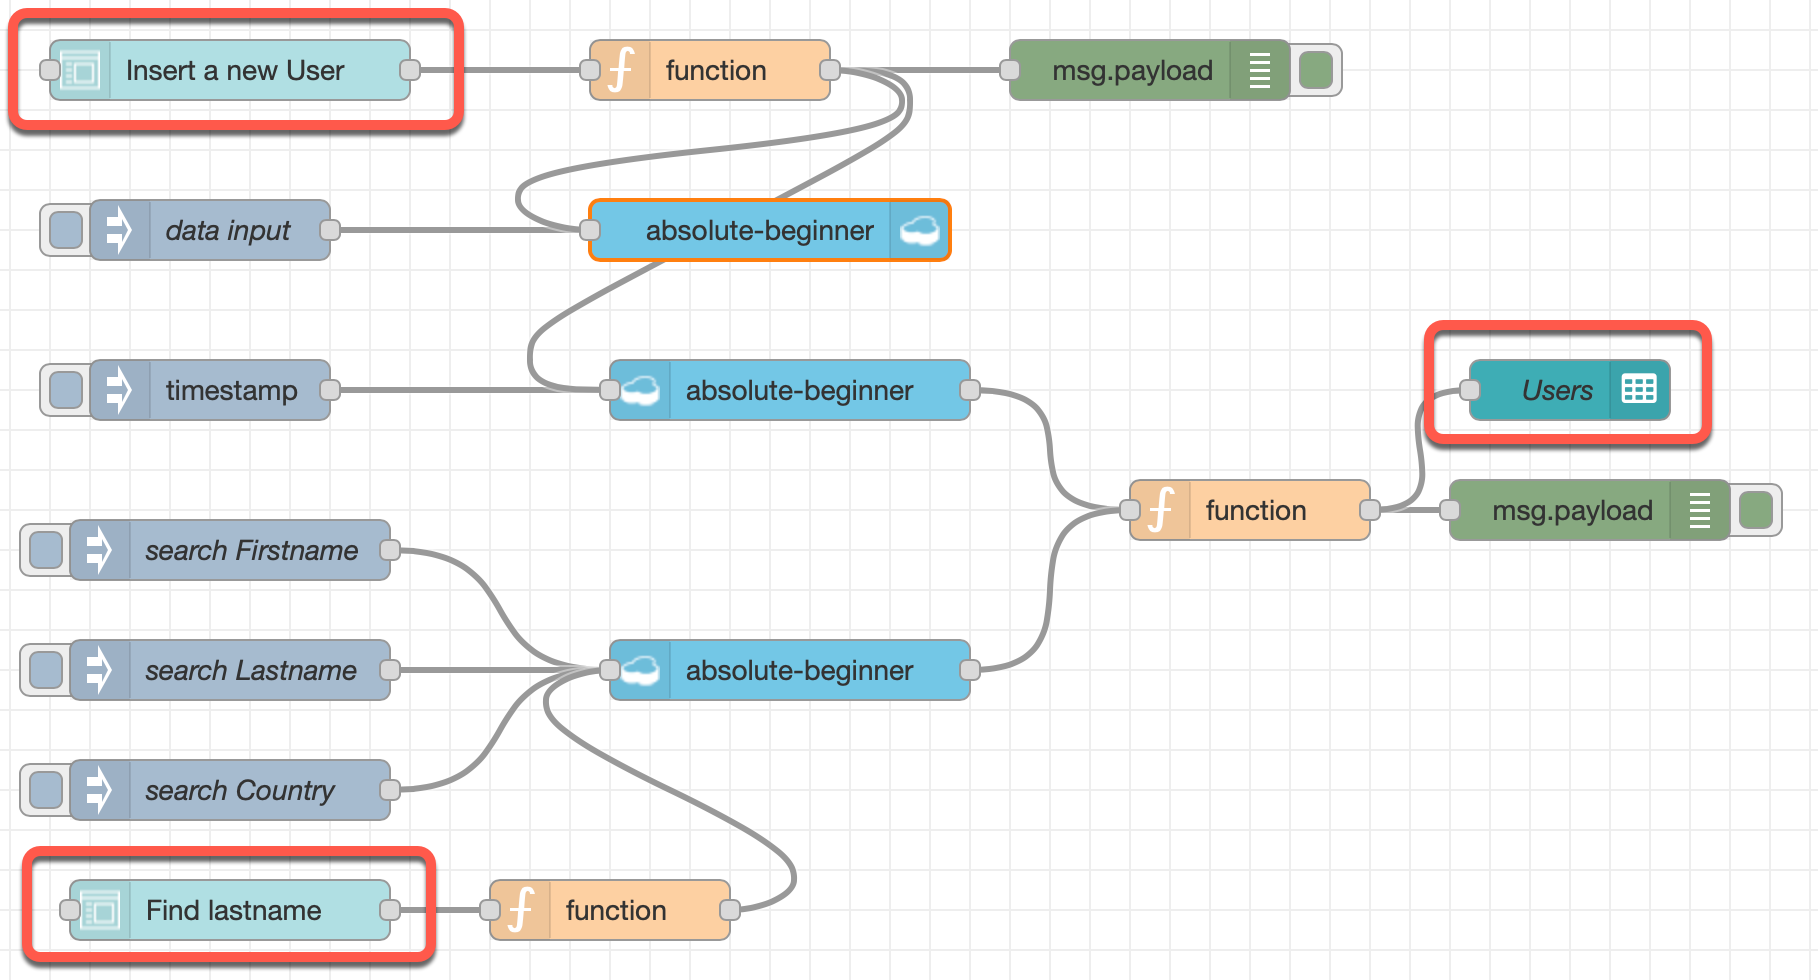 Insert a new User
function
msg.payload
data input
absolute-beginner
timestamp
absolute-beginner
Users
function
msg.payload
search Firstname
search Lastname
absolute-beginner
search Country
Find lastname
function